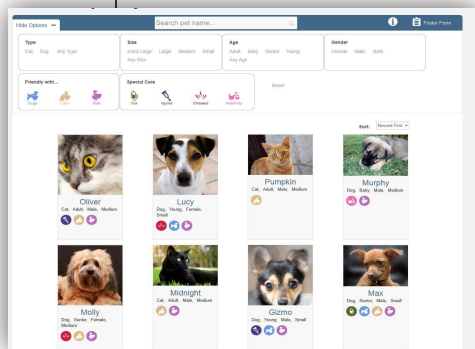 Hide Options
Search pet name...
Foster Form
Type
Cat Dog Any Type
Size
Extra Large Large Medium Small
Any Size
Age
Adult Baby Senior Young
Any Age
Gender
Female Male Both
Friendly with...
Dogs Cats Kids
Special Care
Sick Injured
Reset
Sort: Newest First
Oliver
Cat, Adult, Male, Medium
Lucy
Dog, Young, Female,
Small
Pumpkin
Cat, Adult, Male, Medium
Murphy
Dog, Baby, Male, Medium
Molly
Dog, Senior, Female,
Medium
Midnight
Cat, Adult, Male, Medium
Gizmo
Dog, Young, Male, Small
Max
Dog, Senior, Male, Small